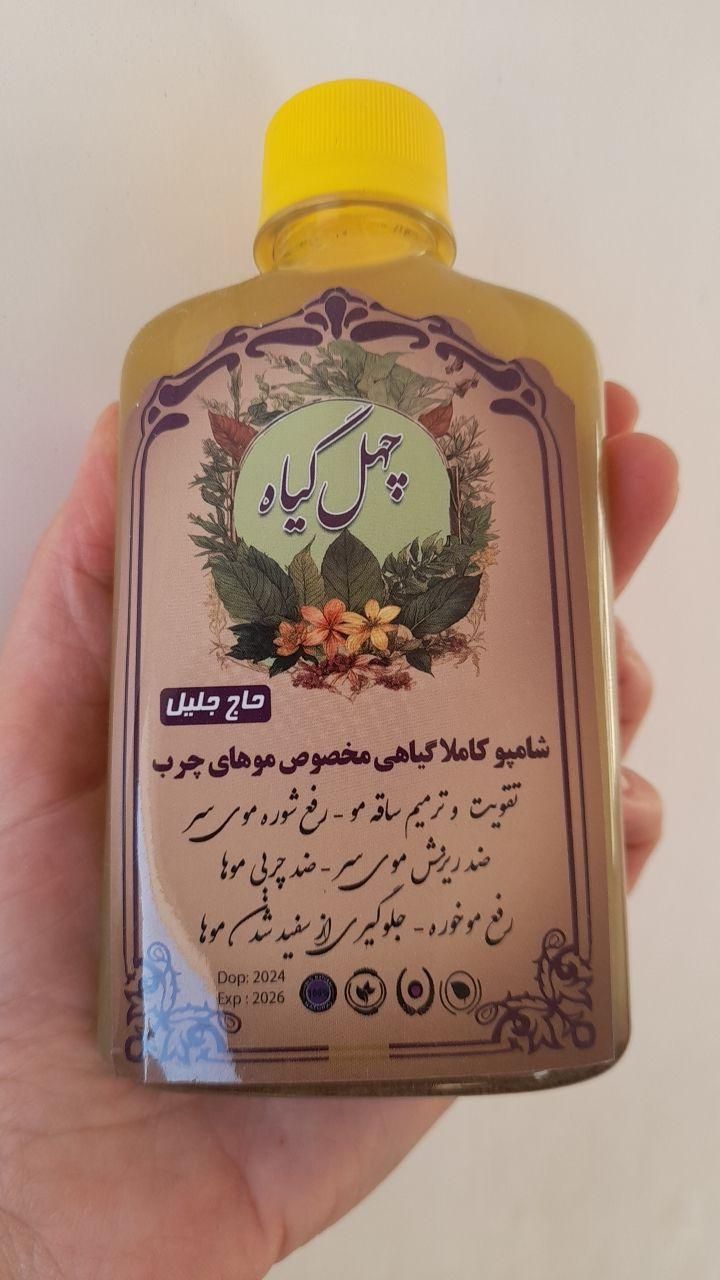 چهل گیاه
حاج جلیل
شامپو کاملا گیاهی مخصوص موهای چرب
تقویت و ترمیم ساقه مو - رفع شوره موی سر
ضد ریزش موی سر - ضد چربی موها
رفع موخوره - جلوگیری از سفید شدن موها
Dop: 2024
Exp : 2026
100%